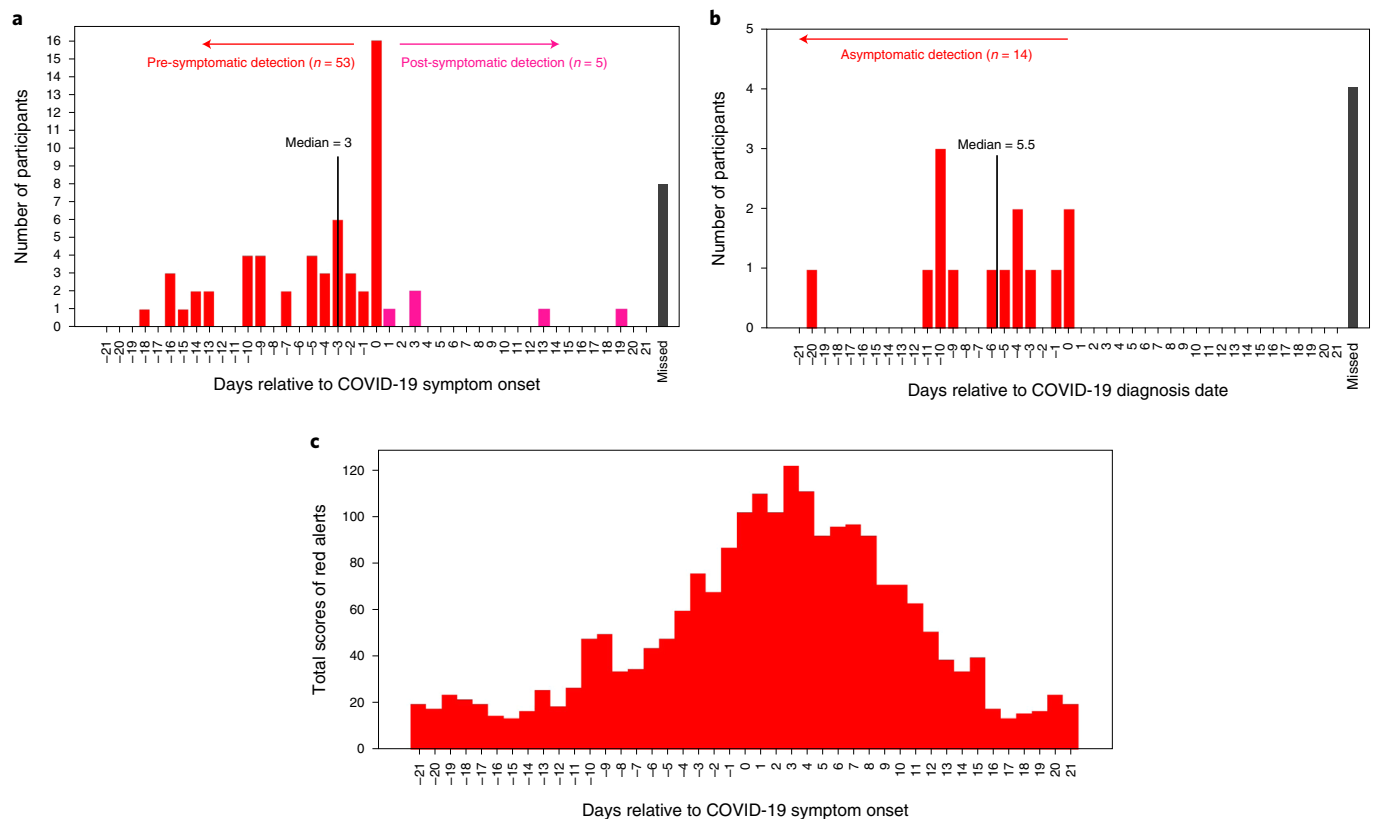 a
Pre-symptomatic detection (n = 53)
Post-symptomatic detection (n = 5)
Median = 3
Number of participants
16
15
14
13
12
11
10
9
8
7
6
5
4
3
2
1
0
−21 −20 −19 −18 −17 −16 −15 −14 −13 −12 −11 −10 −9 −8 −7 −6 −5 −4 −3 −2 −1 0 1 2 3 4 5 6 7 8 9 10 11 12 13 14 15 16 17 18 19 20 21 Missed
Days relative to COVID-19 symptom onset
b
Asymptomatic detection (n = 14)
Median = 5.5
Number of participants
5
4
3
2
1
0
−21 −20 −19 −18 −17 −16 −15 −14 −13 −12 −11 −10 −9 −8 −7 −6 −5 −4 −3 −2 −1 0 1 2 3 4 5 6 7 8 9 10 11 12 13 14 15 16 17 18 19 20 21 Missed
Days relative to COVID-19 diagnosis date
c
Total scores of red alerts
120
100
80
60
40
20
0
−21 −20 −19 −18 −17 −16 −15 −14 −13 −12 −11 −10 −9 −8 −7 −6 −5 −4 −3 −2 −1 0 1 2 3 4 5 6 7 8 9 10 11 12 13 14 15 16 17 18 19 20 21
Days relative to COVID-19 symptom onset